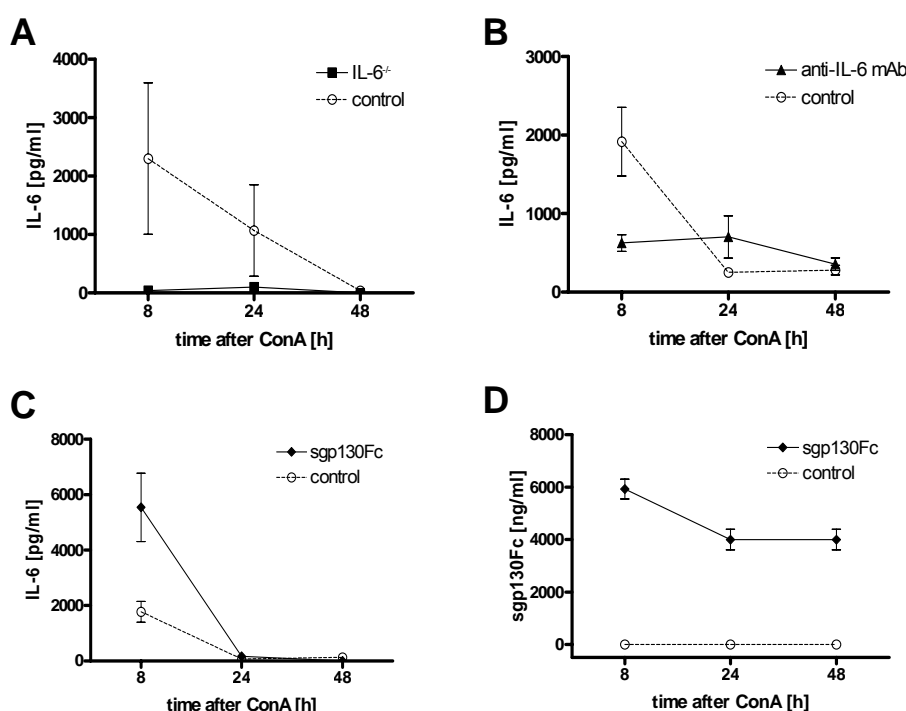 A
4000
3000
2000
1000
0
IL-6 [pg/ml]
IL-6-/-
control
8
24
48
time after ConA [h]
B
3000
2000
1000
0
IL-6 [pg/ml]
anti-IL-6 mAb
control
8
24
48
time after ConA [h]
C
8000
6000
4000
2000
0
IL-6 [pg/ml]
sgp130Fc
control
8
24
48
time after ConA [h]
D
8000
6000
4000
2000
0
sgp130Fc [ng/ml]
sgp130Fc
control
8
24
48
time after ConA [h]